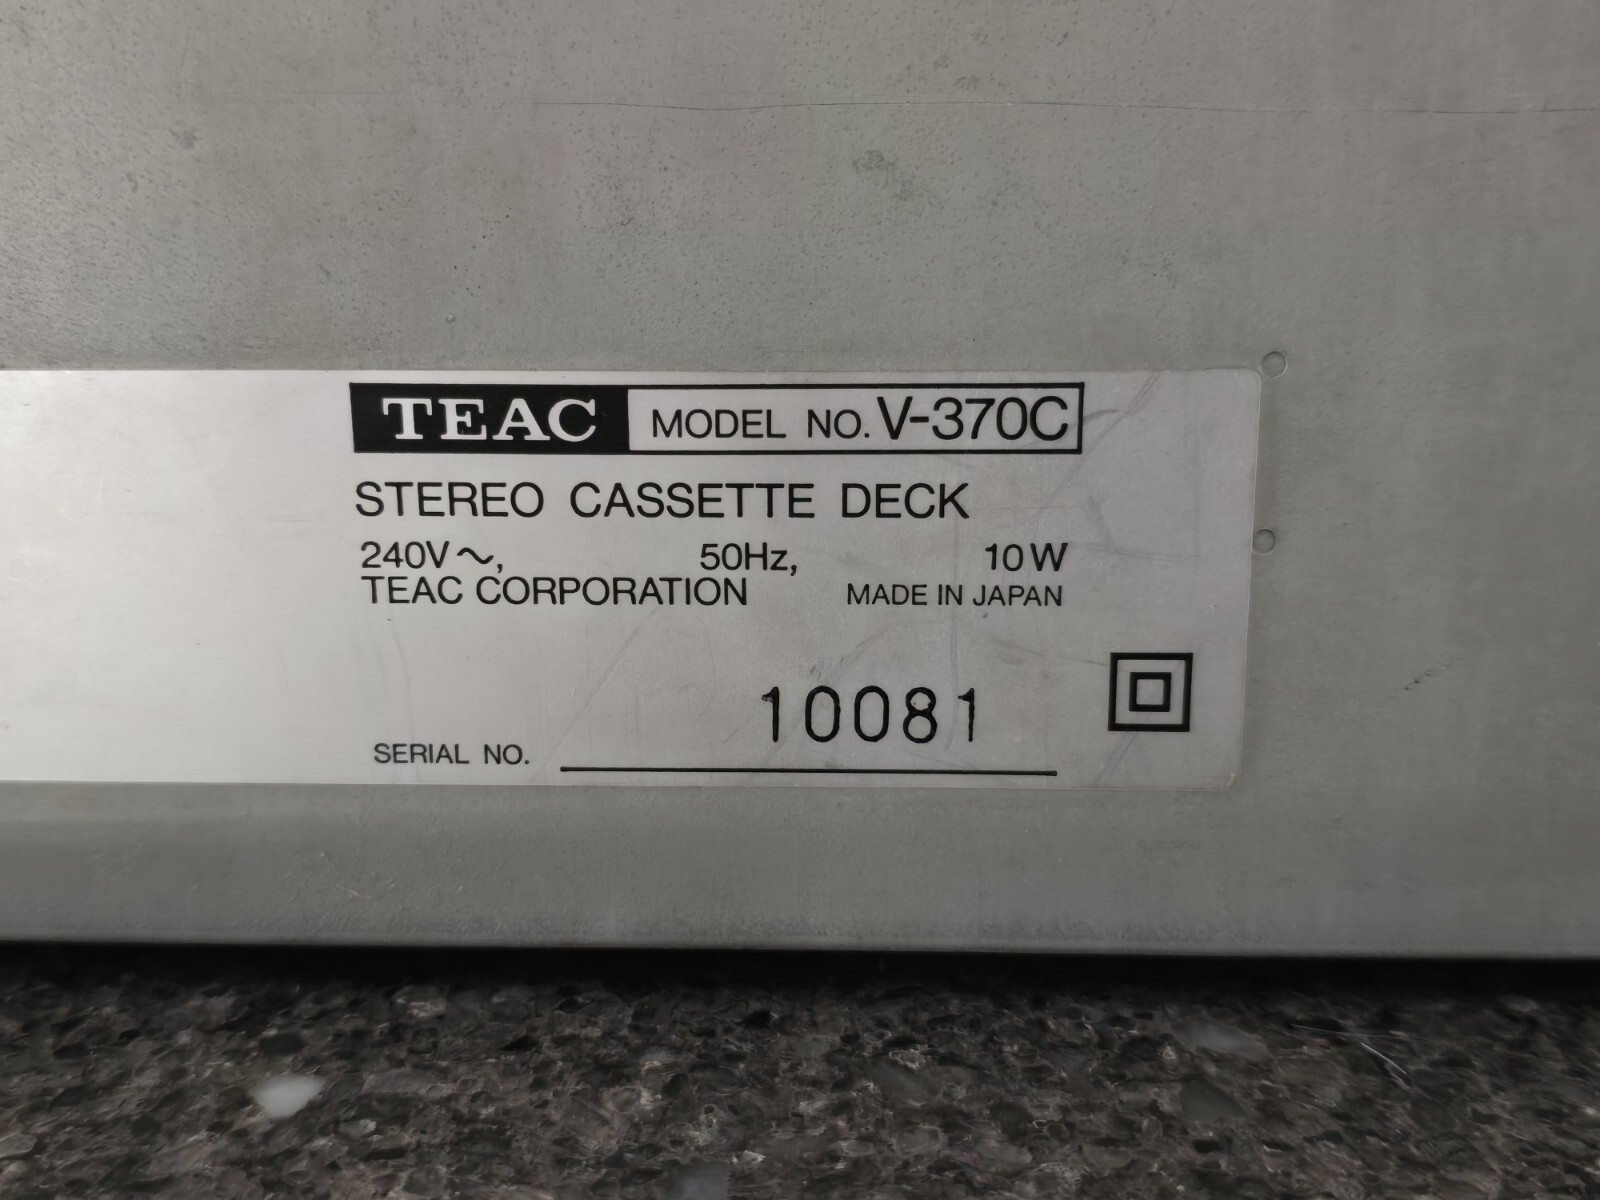 TEAC MODEL NO. V-370C
STEREO CASSETTE DECK
240V~, 50Hz, 10W
TEAC CORPORATION MADE IN JAPAN
10081
SERIAL NO.